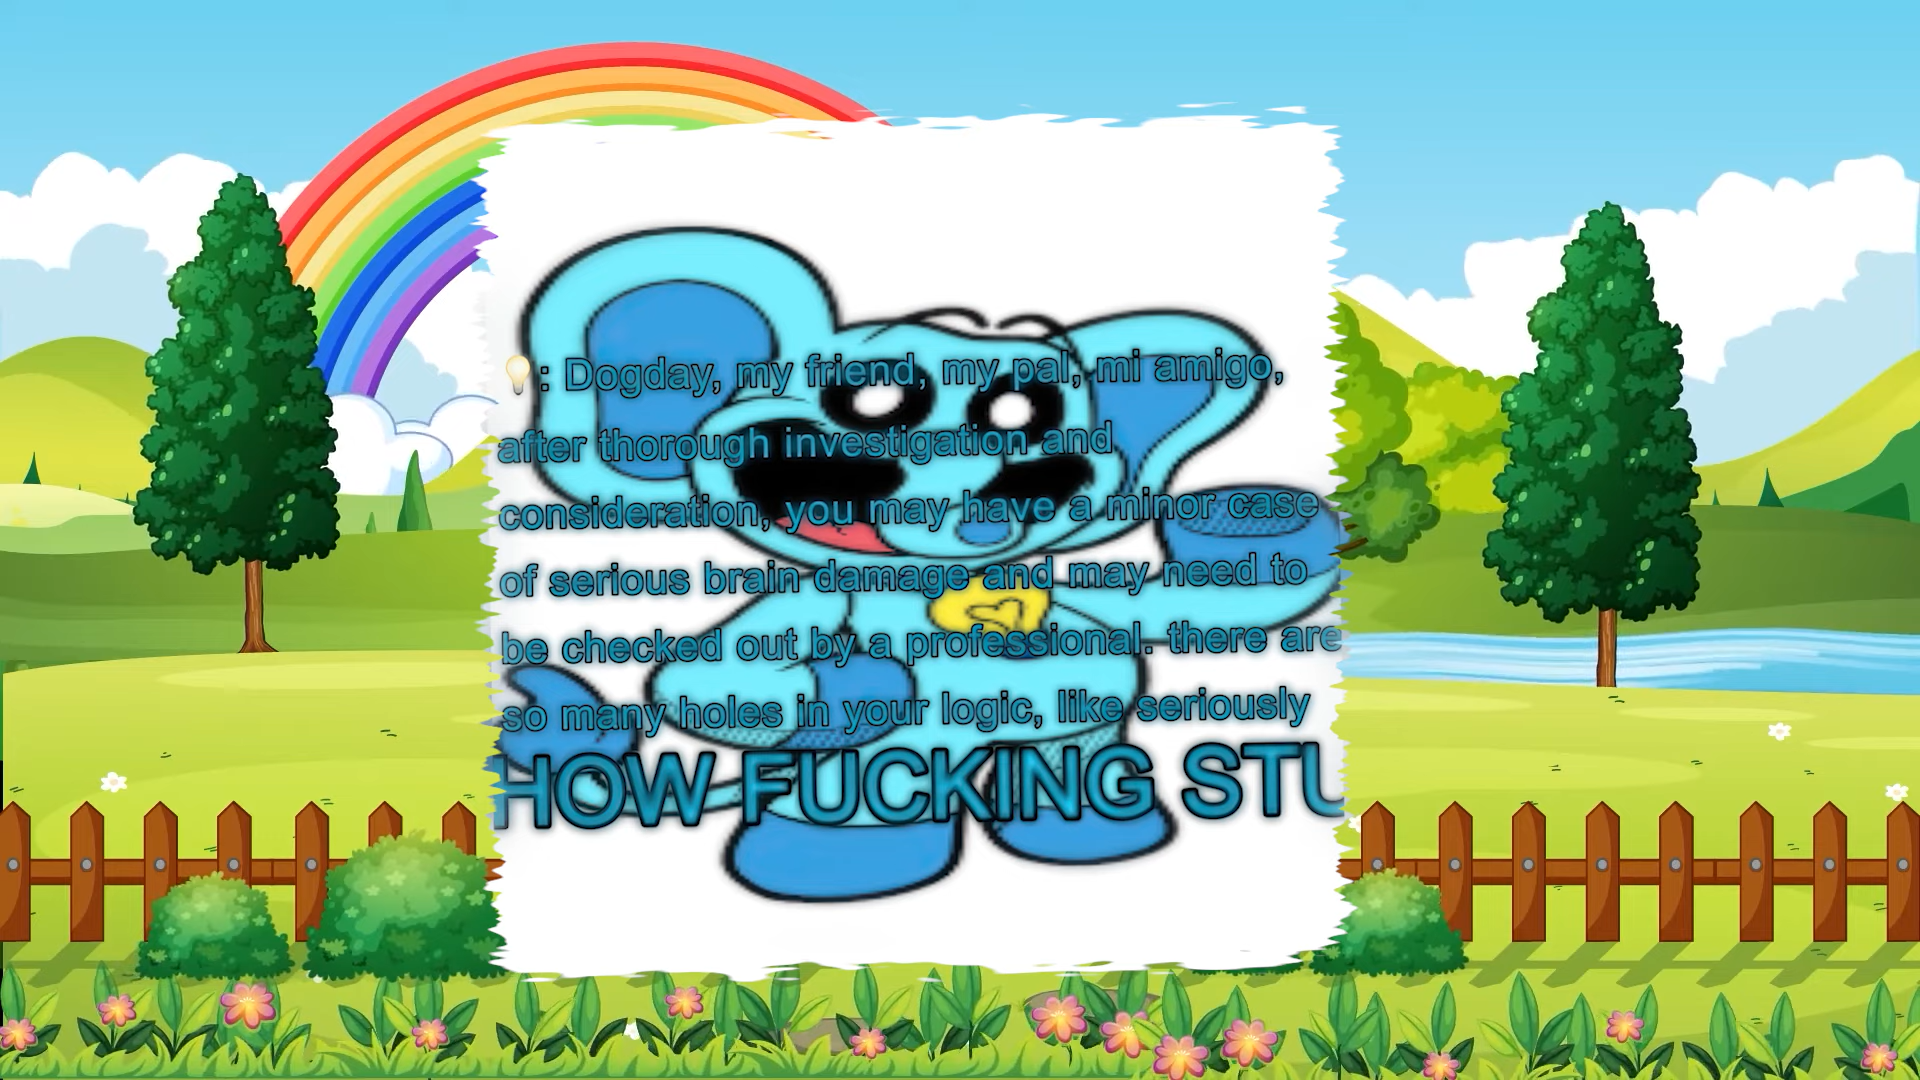 💡: Dogday, my friend, my pal, mi amigo,
after thorough investigation and
consideration, you may have a minor case
of serious brain damage and may need to
be checked out by a professional. there are
so many holes in your logic, like seriously
HOW FUCKING STU